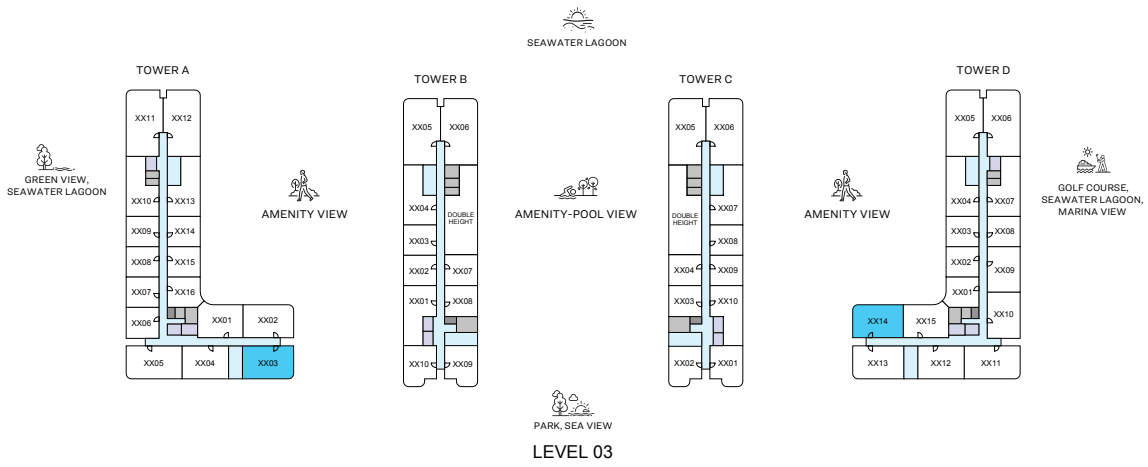 SEAWATER LAGOON
TOWER A
TOWER B
TOWER C
TOWER D
XX11 XX12
XX10 XX13
XX09 XX14
XX08 XX15
XX07 XX16
XX06 XX01 XX02
XX05 XX04 XX03
GREEN VIEW,
SEAWATER LAGOON
AMENITY VIEW
XX05 XX06
XX04 DOUBLE
HEIGHT
XX03
XX02 XX07
XX01 XX08
XX10 XX09
AMENITY-POOL VIEW
XX05 XX06
XX07
DOUBLE
HEIGHT
XX08
XX04 XX09
XX03 XX10
XX02 XX01
AMENITY VIEW
XX05 XX06
XX04 XX07
XX03 XX08
XX02 XX09
XX01
XX14 XX15 XX10
XX13 XX12 XX11
GOLF COURSE,
SEAWATER LAGOON,
MARINA VIEW
PARK, SEA VIEW
LEVEL 03